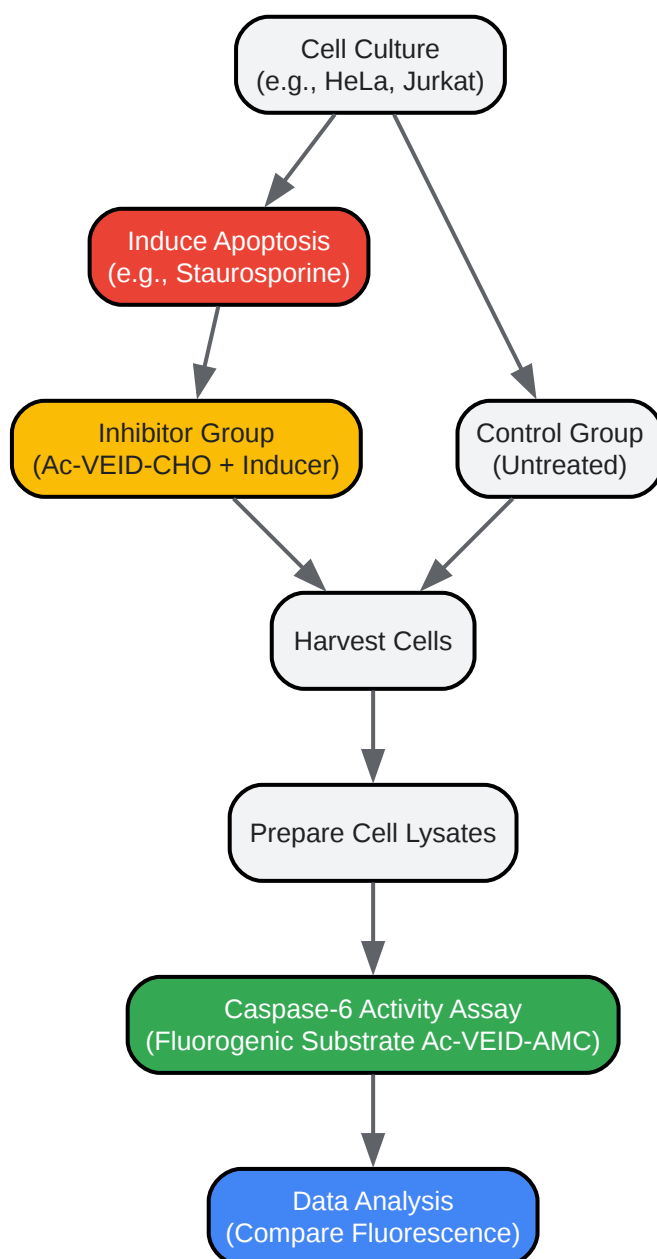 Cell Culture
(e.g., HeLa, Jurkat)
Induce Apoptosis
(e.g., Staurosporine)
Inhibitor Group
(Ac-VEID-CHO + Inducer)
Control Group
(Untreated)
Harvest Cells
Prepare Cell Lysates
Caspase-6 Activity Assay
(Fluorogenic Substrate Ac-VEID-AMC)
Data Analysis
(Compare Fluorescence)